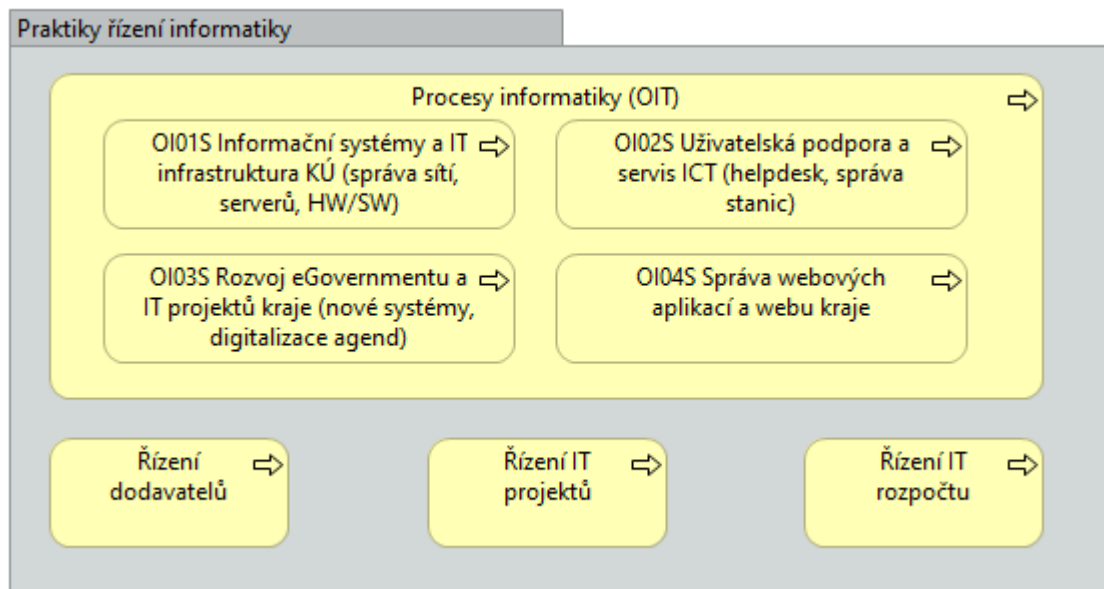 Praktiky řízení informatiky
Procesy informatiky (OIT)
OI01S Informační systémy a IT
infrastruktura KÚ (správa sítí,
serverů, HW/SW)
OI02S Uživatelská podpora a
servis ICT (helpdesk, správa
stanic)
OI03S Rozvoj eGovernmentu a
IT projektů kraje (nové systémy,
digitalizace agend)
OI04S Správa webových
aplikací a webu kraje
Řízení
dodavatelů
Řízení IT
projektů
Řízení IT
rozpočtu